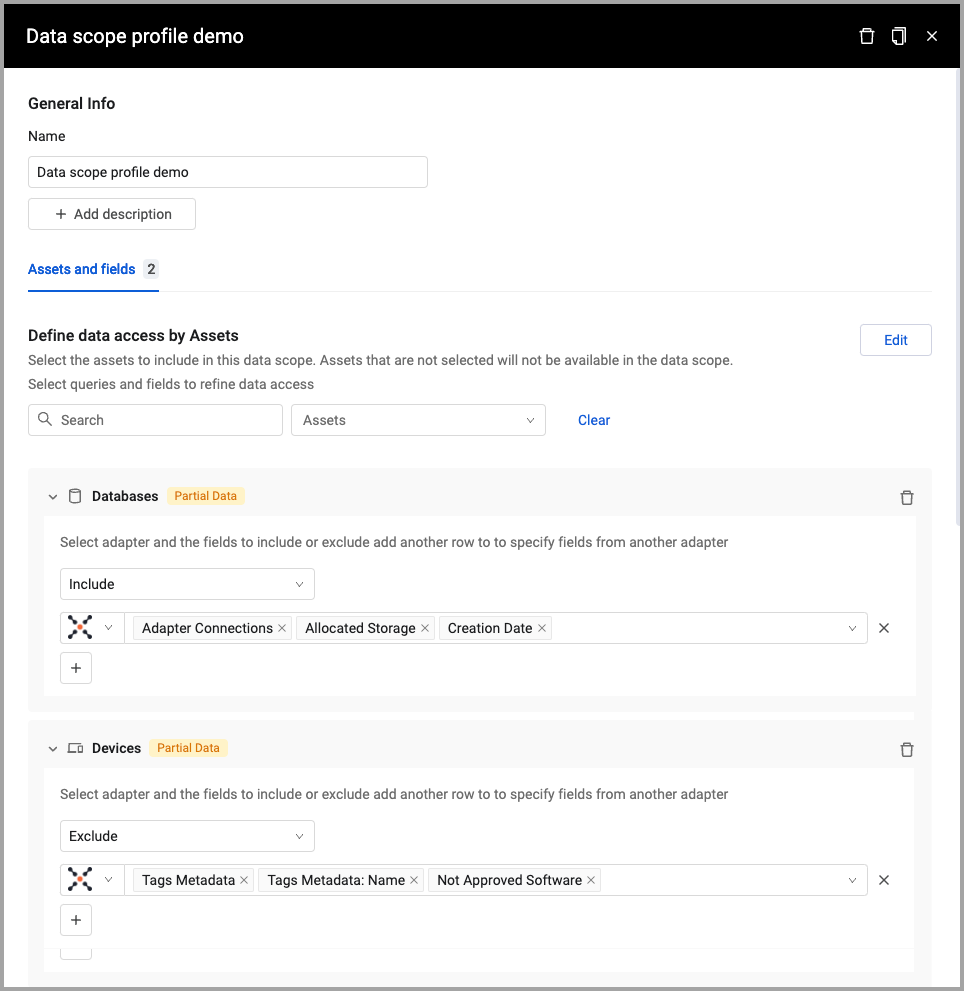 Data scope profile demo
General Info
Name
Data scope profile demo
+ Add description
Assets and fields 2
Define data access by Assets
Edit
Select the assets to include in this data scope. Assets that are not selected will not be available in the data scope.
Select queries and fields to refine data access
Search
Assets
Clear
Databases
Partial Data
Select adapter and the fields to include or exclude add another row to to specify fields from another adapter
Include
Adapter Connections × Allocated Storage × Creation Date ×
+
Devices
Partial Data
Select adapter and the fields to include or exclude add another row to to specify fields from another adapter
Exclude
Tags Metadata × Tags Metadata: Name × Not Approved Software ×
+